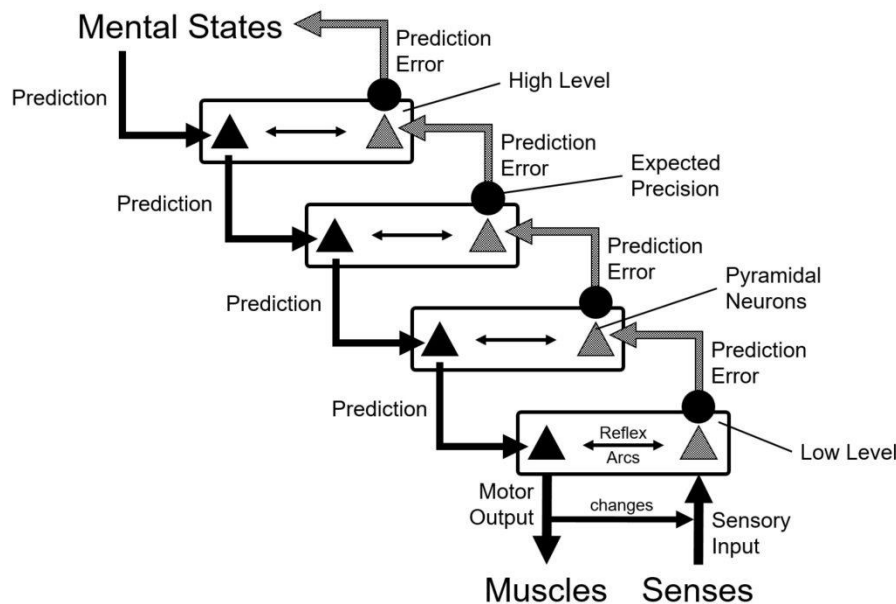 Mental States
Prediction
Error
Prediction
High Level
Prediction
Error
Expected
Precision
Prediction
Prediction
Error
Pyramidal
Neurons
Prediction
Prediction
Error
Prediction
Reflex
Arcs
Low Level
Motor
Output
changes
Sensory
Input
Muscles
Senses